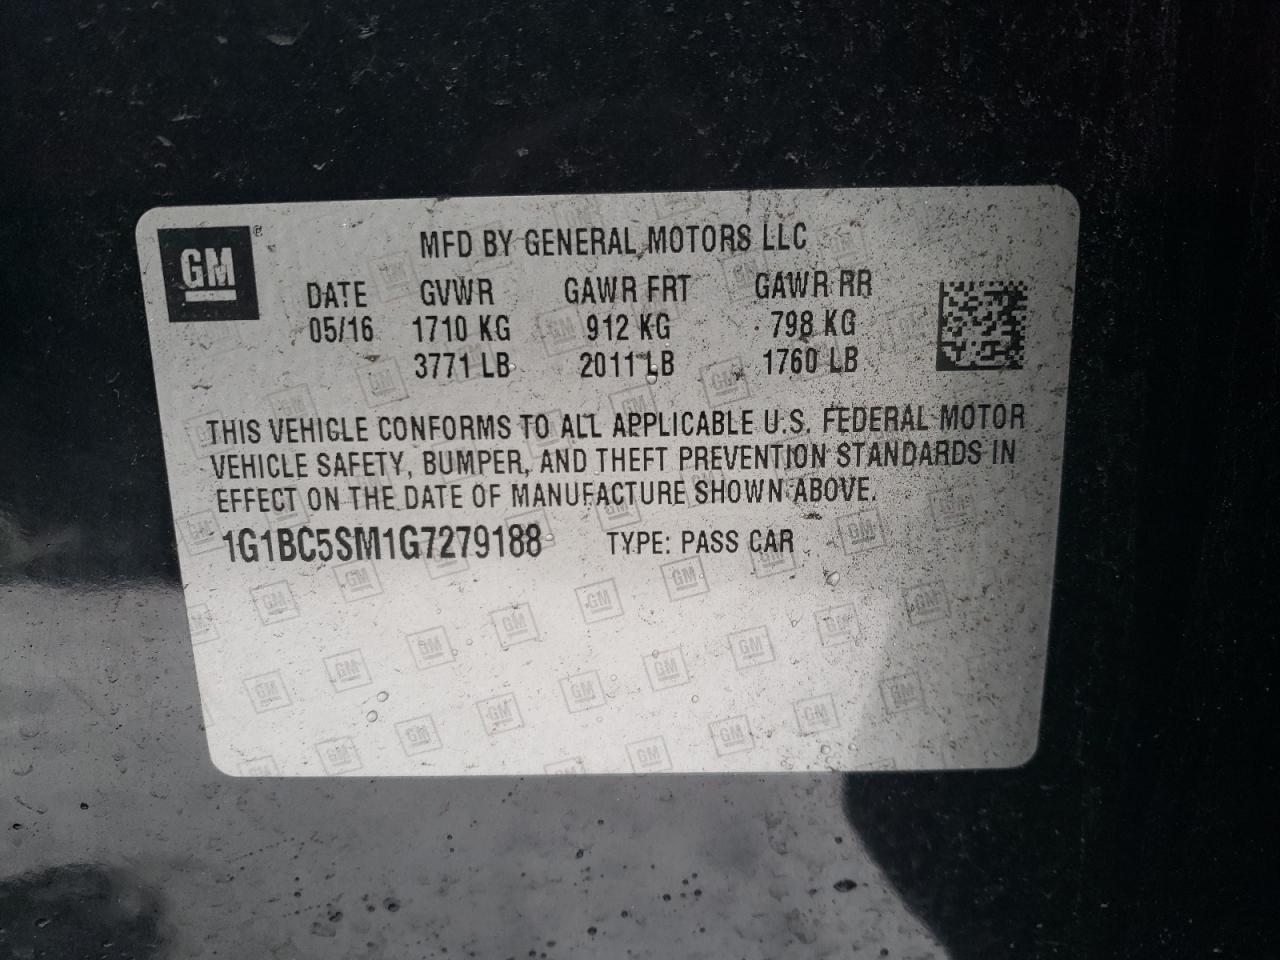 GM ®
MFD BY GENERAL MOTORS LLC
DATE GVWR GAWR FRT GAWR RR
05/16 1710 KG 912 KG 798 KG
3771 LB 2011 LB 1760 LB
THIS VEHICLE CONFORMS TO ALL APPLICABLE U.S. FEDERAL MOTOR
VEHICLE SAFETY, BUMPER, AND THEFT PREVENTION STANDARDS IN
EFFECT ON THE DATE OF MANUFACTURE SHOWN ABOVE.
1G1BC5SM1G7279188 TYPE: PASS CAR